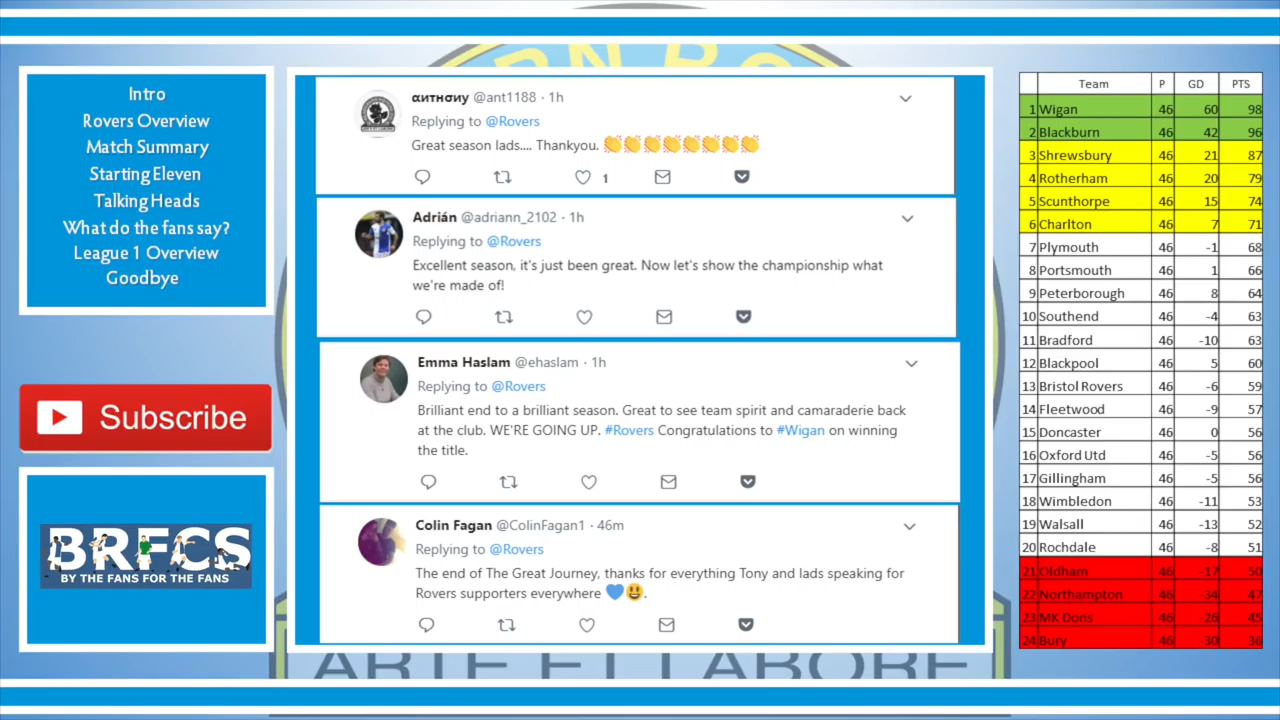 Intro
Rovers Overview
Match Summary
Starting Eleven
Talking Heads
What do the fans say?
League 1 Overview
Goodbye
Subscribe
BRFCS
BY THE FANS FOR THE FANS
αитнσиу @ant1188 · 1h
Replying to @Rovers
Great season lads.... Thankyou. 👏👏👏👏👏👏👏👏
1
Adrián @adriann_2102 · 1h
Replying to @Rovers
Excellent season, it's just been great. Now let's show the championship what
we're made of!
Emma Haslam @ehaslam · 1h
Replying to @Rovers
Brilliant end to a brilliant season. Great to see team spirit and camaraderie back
at the club. WE'RE GOING UP. #Rovers Congratulations to #Wigan on winning
the title.
Colin Fagan @ColinFagan1 · 46m
Replying to @Rovers
The end of The Great Journey, thanks for everything Tony and lads speaking for
Rovers supporters everywhere 💙😃.
ARTE ET LABORE
Team P GD PTS
1 Wigan 46 60 98
2 Blackburn 46 42 96
3 Shrewsbury 46 21 87
4 Rotherham 46 20 79
5 Scunthorpe 46 15 74
6 Charlton 46 7 71
7 Plymouth 46 -1 68
8 Portsmouth 46 1 66
9 Peterborough 46 8 64
10 Southend 46 -4 63
11 Bradford 46 -10 63
12 Blackpool 46 5 60
13 Bristol Rovers 46 -6 59
14 Fleetwood 46 -9 57
15 Doncaster 46 0 56
16 Oxford Utd 46 -5 56
17 Gillingham 46 -5 56
18 Wimbledon 46 -11 53
19 Walsall 46 -13 52
20 Rochdale 46 -8 51
21 Oldham 46 -17 50
22 Northampton 46 -34 47
23 MK Dons 46 -26 45
24 Bury 46 -30 36